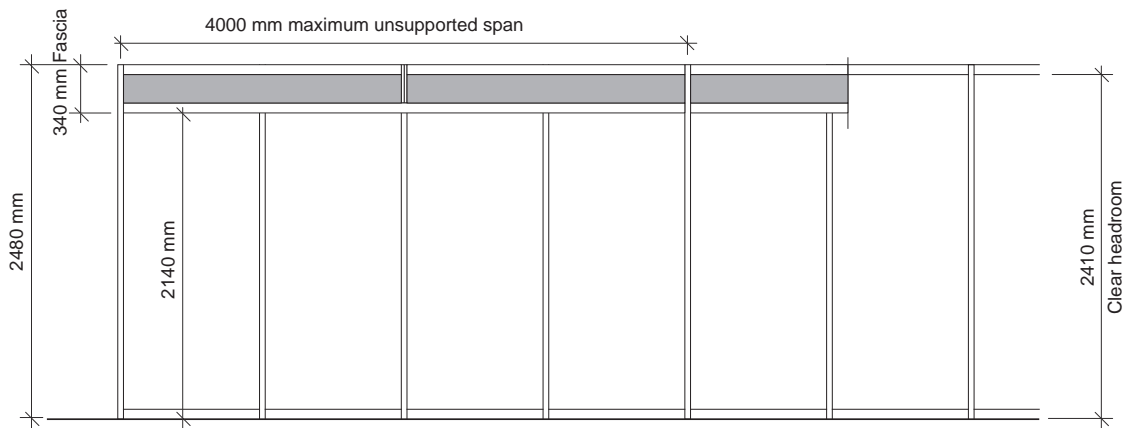 4000 mm maximum unsupported span
340 mm Fascia
2480 mm
2140 mm
2410 mm
Clear headroom